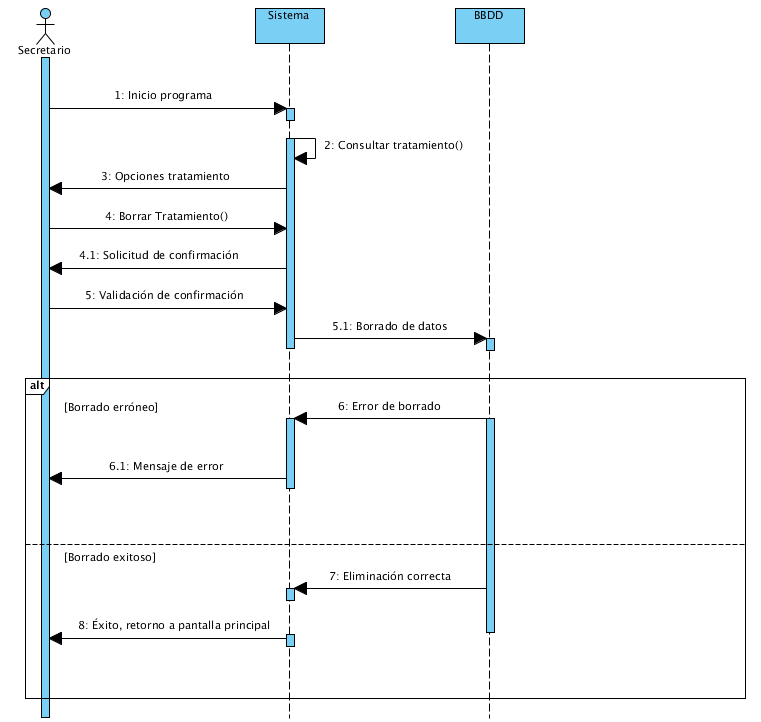 Sistema
BBDD
Secretario
1: Inicio programa
2: Consultar tratamiento()
3: Opciones tratamiento
4: Borrar Tratamiento()
4.1: Solicitud de confirmación
5: Validación de confirmación
5.1: Borrado de datos
alt
[Borrado erróneo]
6: Error de borrado
6.1: Mensaje de error
[Borrado exitoso]
7: Eliminación correcta
8: Éxito, retorno a pantalla principal